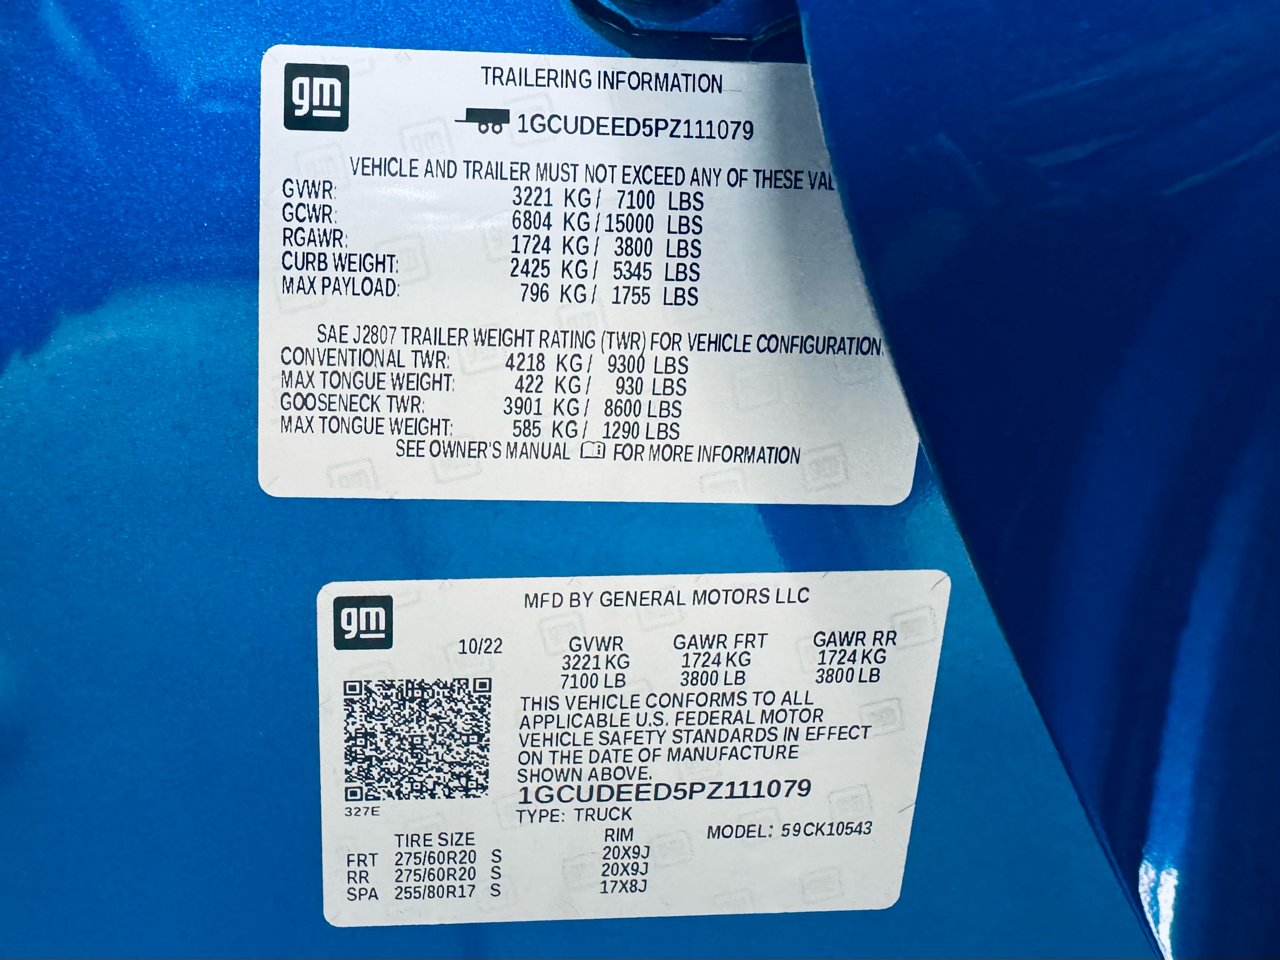 gm
TRAILERING INFORMATION
1GCUDEED5PZ111079
VEHICLE AND TRAILER MUST NOT EXCEED ANY OF THESE VAL
GVWR: 3221 KG/ 7100 LBS
GCWR: 6804 KG/ 15000 LBS
RGAWR: 1724 KG/ 3800 LBS
CURB WEIGHT: 2425 KG/ 5345 LBS
MAX PAYLOAD: 796 KG/ 1755 LBS
SAE J2807 TRAILER WEIGHT RATING (TWR) FOR VEHICLE CONFIGURATION.
CONVENTIONAL TWR: 4218 KG/ 9300 LBS
MAX TONGUE WEIGHT: 422 KG/ 930 LBS
GOOSENECK TWR: 3901 KG/ 8600 LBS
MAX TONGUE WEIGHT: 585 KG/ 1290 LBS
SEE OWNER'S MANUAL FOR MORE INFORMATION
gm
MFD BY GENERAL MOTORS LLC
10/22 GVWR GAWR FRT GAWR RR
3221 KG 1724 KG 1724 KG
7100 LB 3800 LB 3800 LB
THIS VEHICLE CONFORMS TO ALL
APPLICABLE U.S. FEDERAL MOTOR
VEHICLE SAFETY STANDARDS IN EFFECT
ON THE DATE OF MANUFACTURE
SHOWN ABOVE.
1GCUDEED5PZ111079
327E
TYPE: TRUCK
MODEL: 59CK10543
TIRE SIZE RIM
FRT 275/60R20 S 20X9J
RR 275/60R20 S 20X9J
SPA 255/80R17 S 17X8J